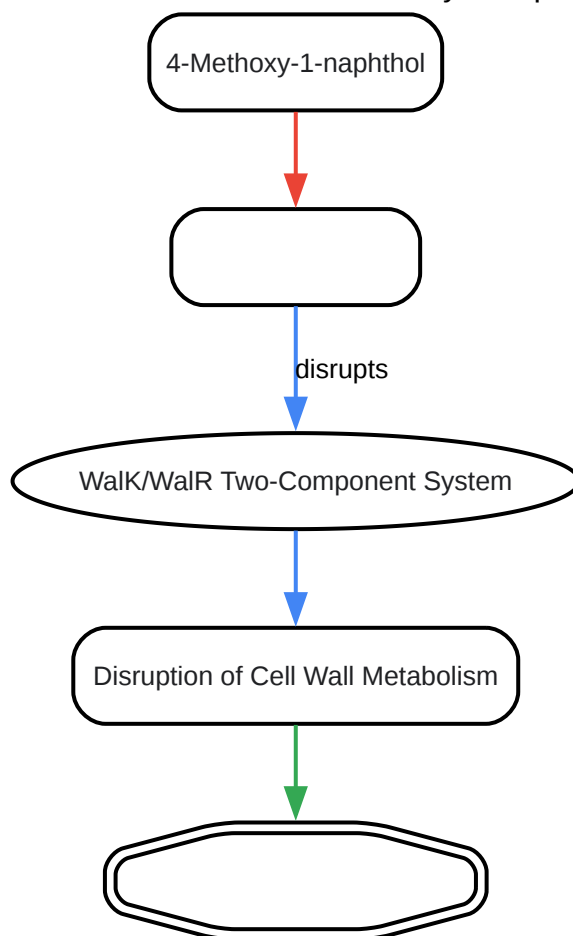 4-Methoxy-1-naphthol
disrupts
WalK/WalR Two-Component System
Disruption of Cell Wall Metabolism